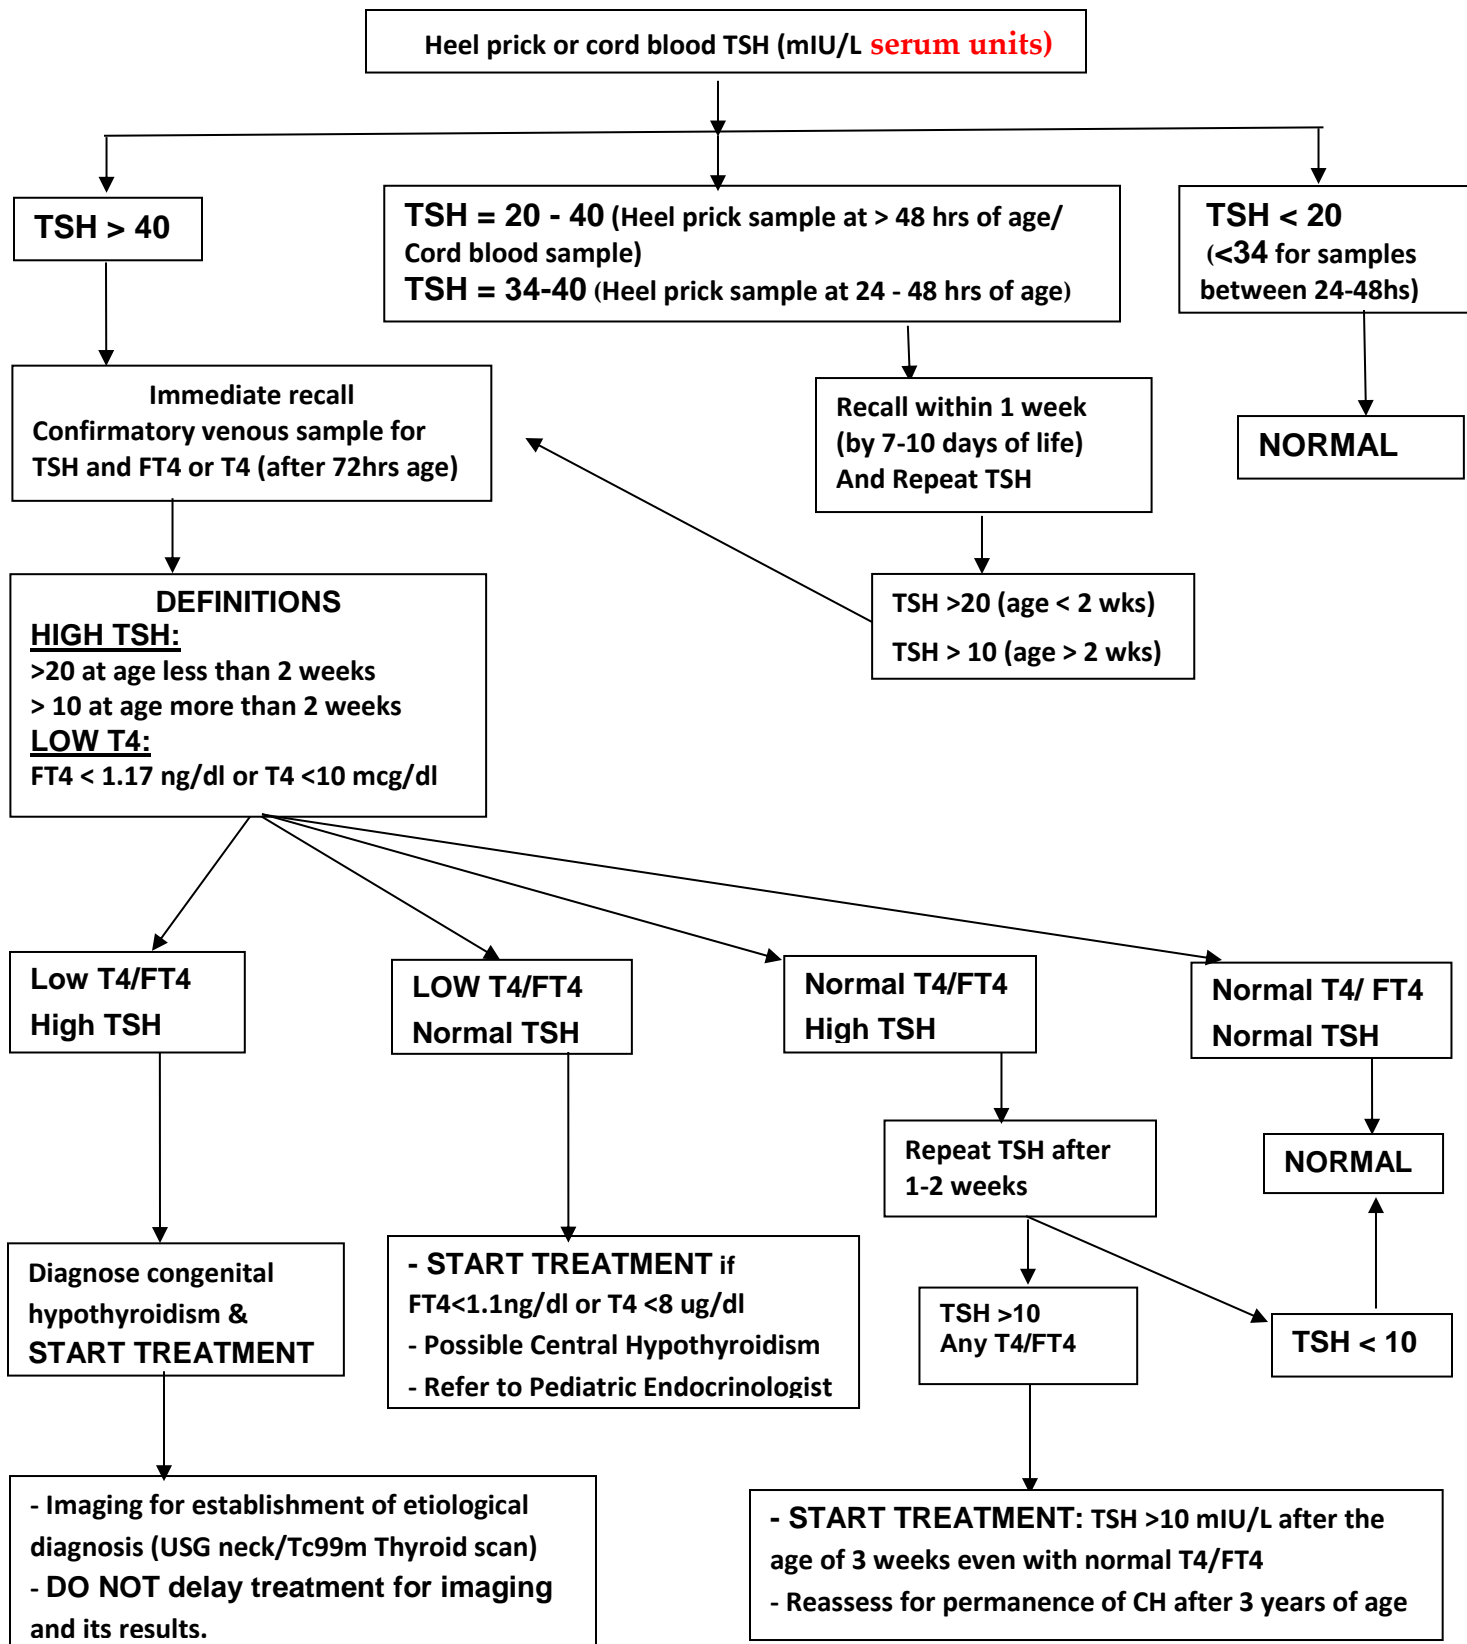 Heel prick or cord blood TSH (mIU/L serum units)
TSH > 40
TSH = 20 - 40 (Heel prick sample at > 48 hrs of age/
Cord blood sample)
TSH = 34-40 (Heel prick sample at 24 - 48 hrs of age)
TSH < 20
(<34 for samples
between 24-48hs)
Immediate recall
Confirmatory venous sample for
TSH and FT4 or T4 (after 72hrs age)
Recall within 1 week
(by 7-10 days of life)
And Repeat TSH
NORMAL
TSH >20 (age < 2 wks)
TSH > 10 (age > 2 wks)
DEFINITIONS
HIGH TSH:
>20 at age less than 2 weeks
> 10 at age more than 2 weeks
LOW T4:
FT4 < 1.17 ng/dl or T4 <10 mcg/dl
Low T4/FT4
High TSH
LOW T4/FT4
Normal TSH
Normal T4/FT4
High TSH
Normal T4/ FT4
Normal TSH
Repeat TSH after
1-2 weeks
NORMAL
Diagnose congenital
hypothyroidism &
START TREATMENT
- START TREATMENT if
FT4<1.1ng/dl or T4 <8 ug/dl
- Possible Central Hypothyroidism
- Refer to Pediatric Endocrinologist
TSH >10
Any T4/FT4
TSH < 10
- Imaging for establishment of etiological
diagnosis (USG neck/Tc99m Thyroid scan)
- DO NOT delay treatment for imaging
and its results.
- START TREATMENT: TSH >10 mIU/L after the
age of 3 weeks even with normal T4/FT4
- Reassess for permanence of CH after 3 years of age